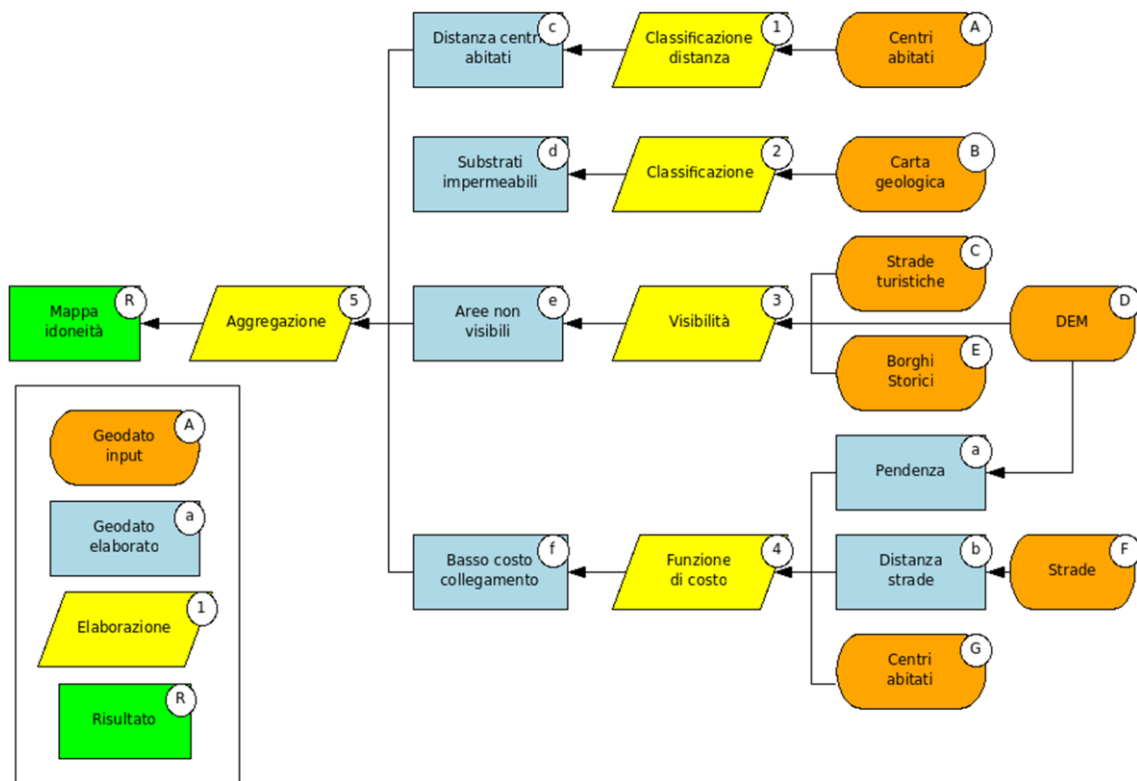 Distanza centri
abitati
c
Classificazione
distanza
1
Centri
abitati
A
Substrati
impermeabili
d
Classificazione
2
Carta
geologica
B
Strade
turistiche
C
Mappa
idoneità
R
Aggregazione
5
Aree non
visibili
e
Visibilità
3
DEM
D
Borghi
Storici
E
Pendenza
a
Basso costo
collegamento
f
Funzione
di costo
4
Distanza
strade
b
Strade
F
Centri
abitati
G
Geodato
input
A
Geodato
elaborato
a
Elaborazione
1
Risultato
R